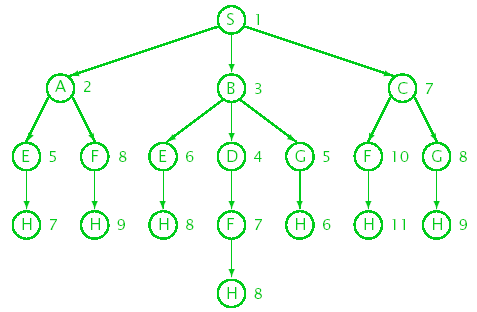 S 1
A 2 B 3 C 7
E 5 F 8 E 6 D 4 G 5 F 10 G 8
H 7 H 9 H 8 F 7 H 6 H 11 H 9
H 8